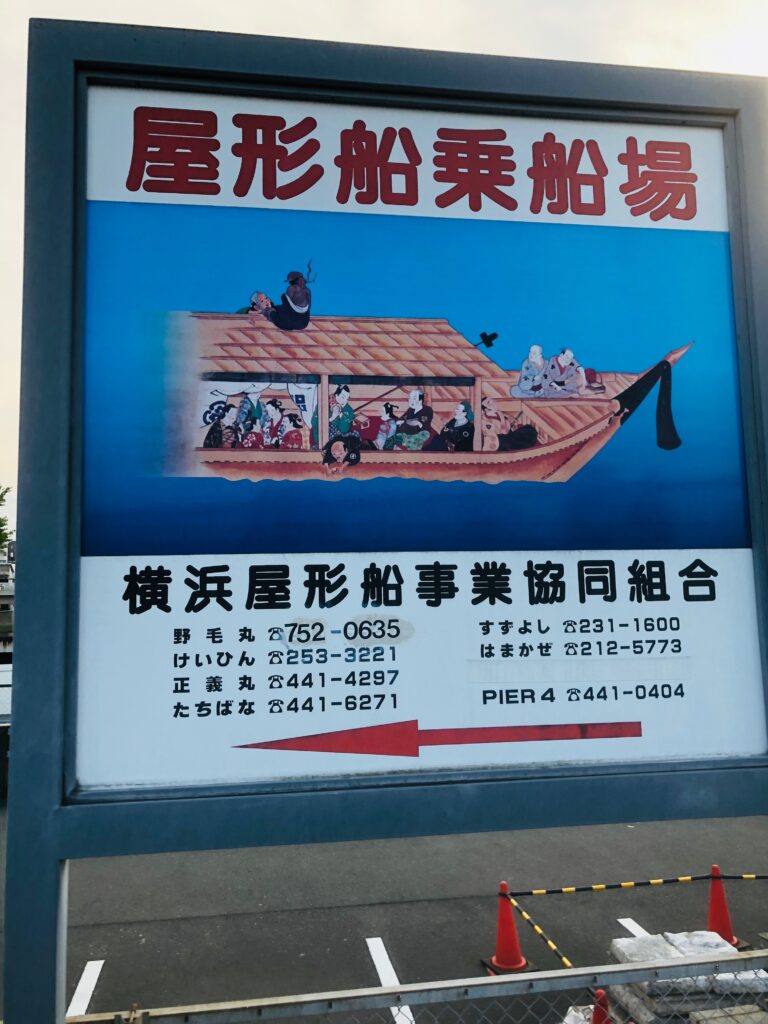 屋形船乗船場
横浜屋形船事業協同組合
野毛丸 ☎752-0635
けいひん ☎253-3221
正義丸 ☎441-4297
たちばな ☎441-6271
すずよし ☎231-1600
はまかぜ ☎212-5773
PIER 4 ☎441-0404